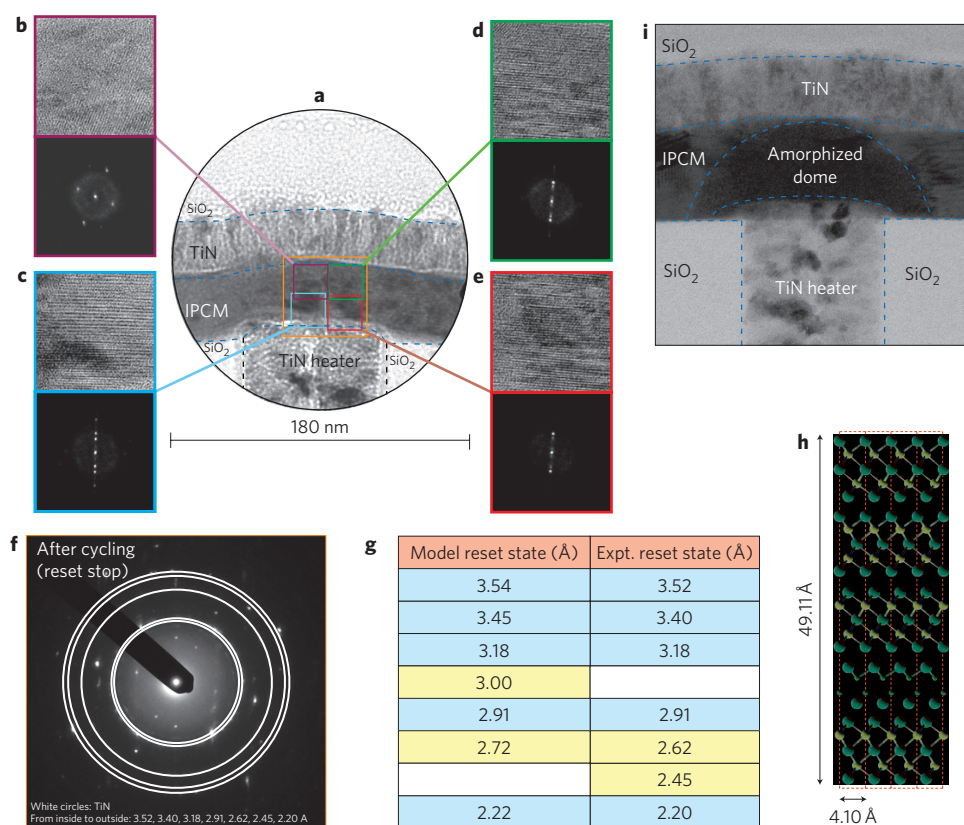 b
d
i
a
SiO2
TiN
IPCM
Amorphized
dome
SiO2
SiO2
TiN heater
SiO2
TiN
IPCM
SiO2
SiO2
TiN heater
180 nm
c
e
h
49.11 Å
4.10 Å
f
After cycling
(reset stop)
White circles: TiN
From inside to outside: 3.52, 3.40, 3.18, 2.91, 2.62, 2.45, 2.20 A
g
Model reset state (Å) Expt. reset state (Å)
3.54 3.52
3.45 3.40
3.18 3.18
3.00
2.91 2.91
2.72 2.62
2.45
2.22 2.20